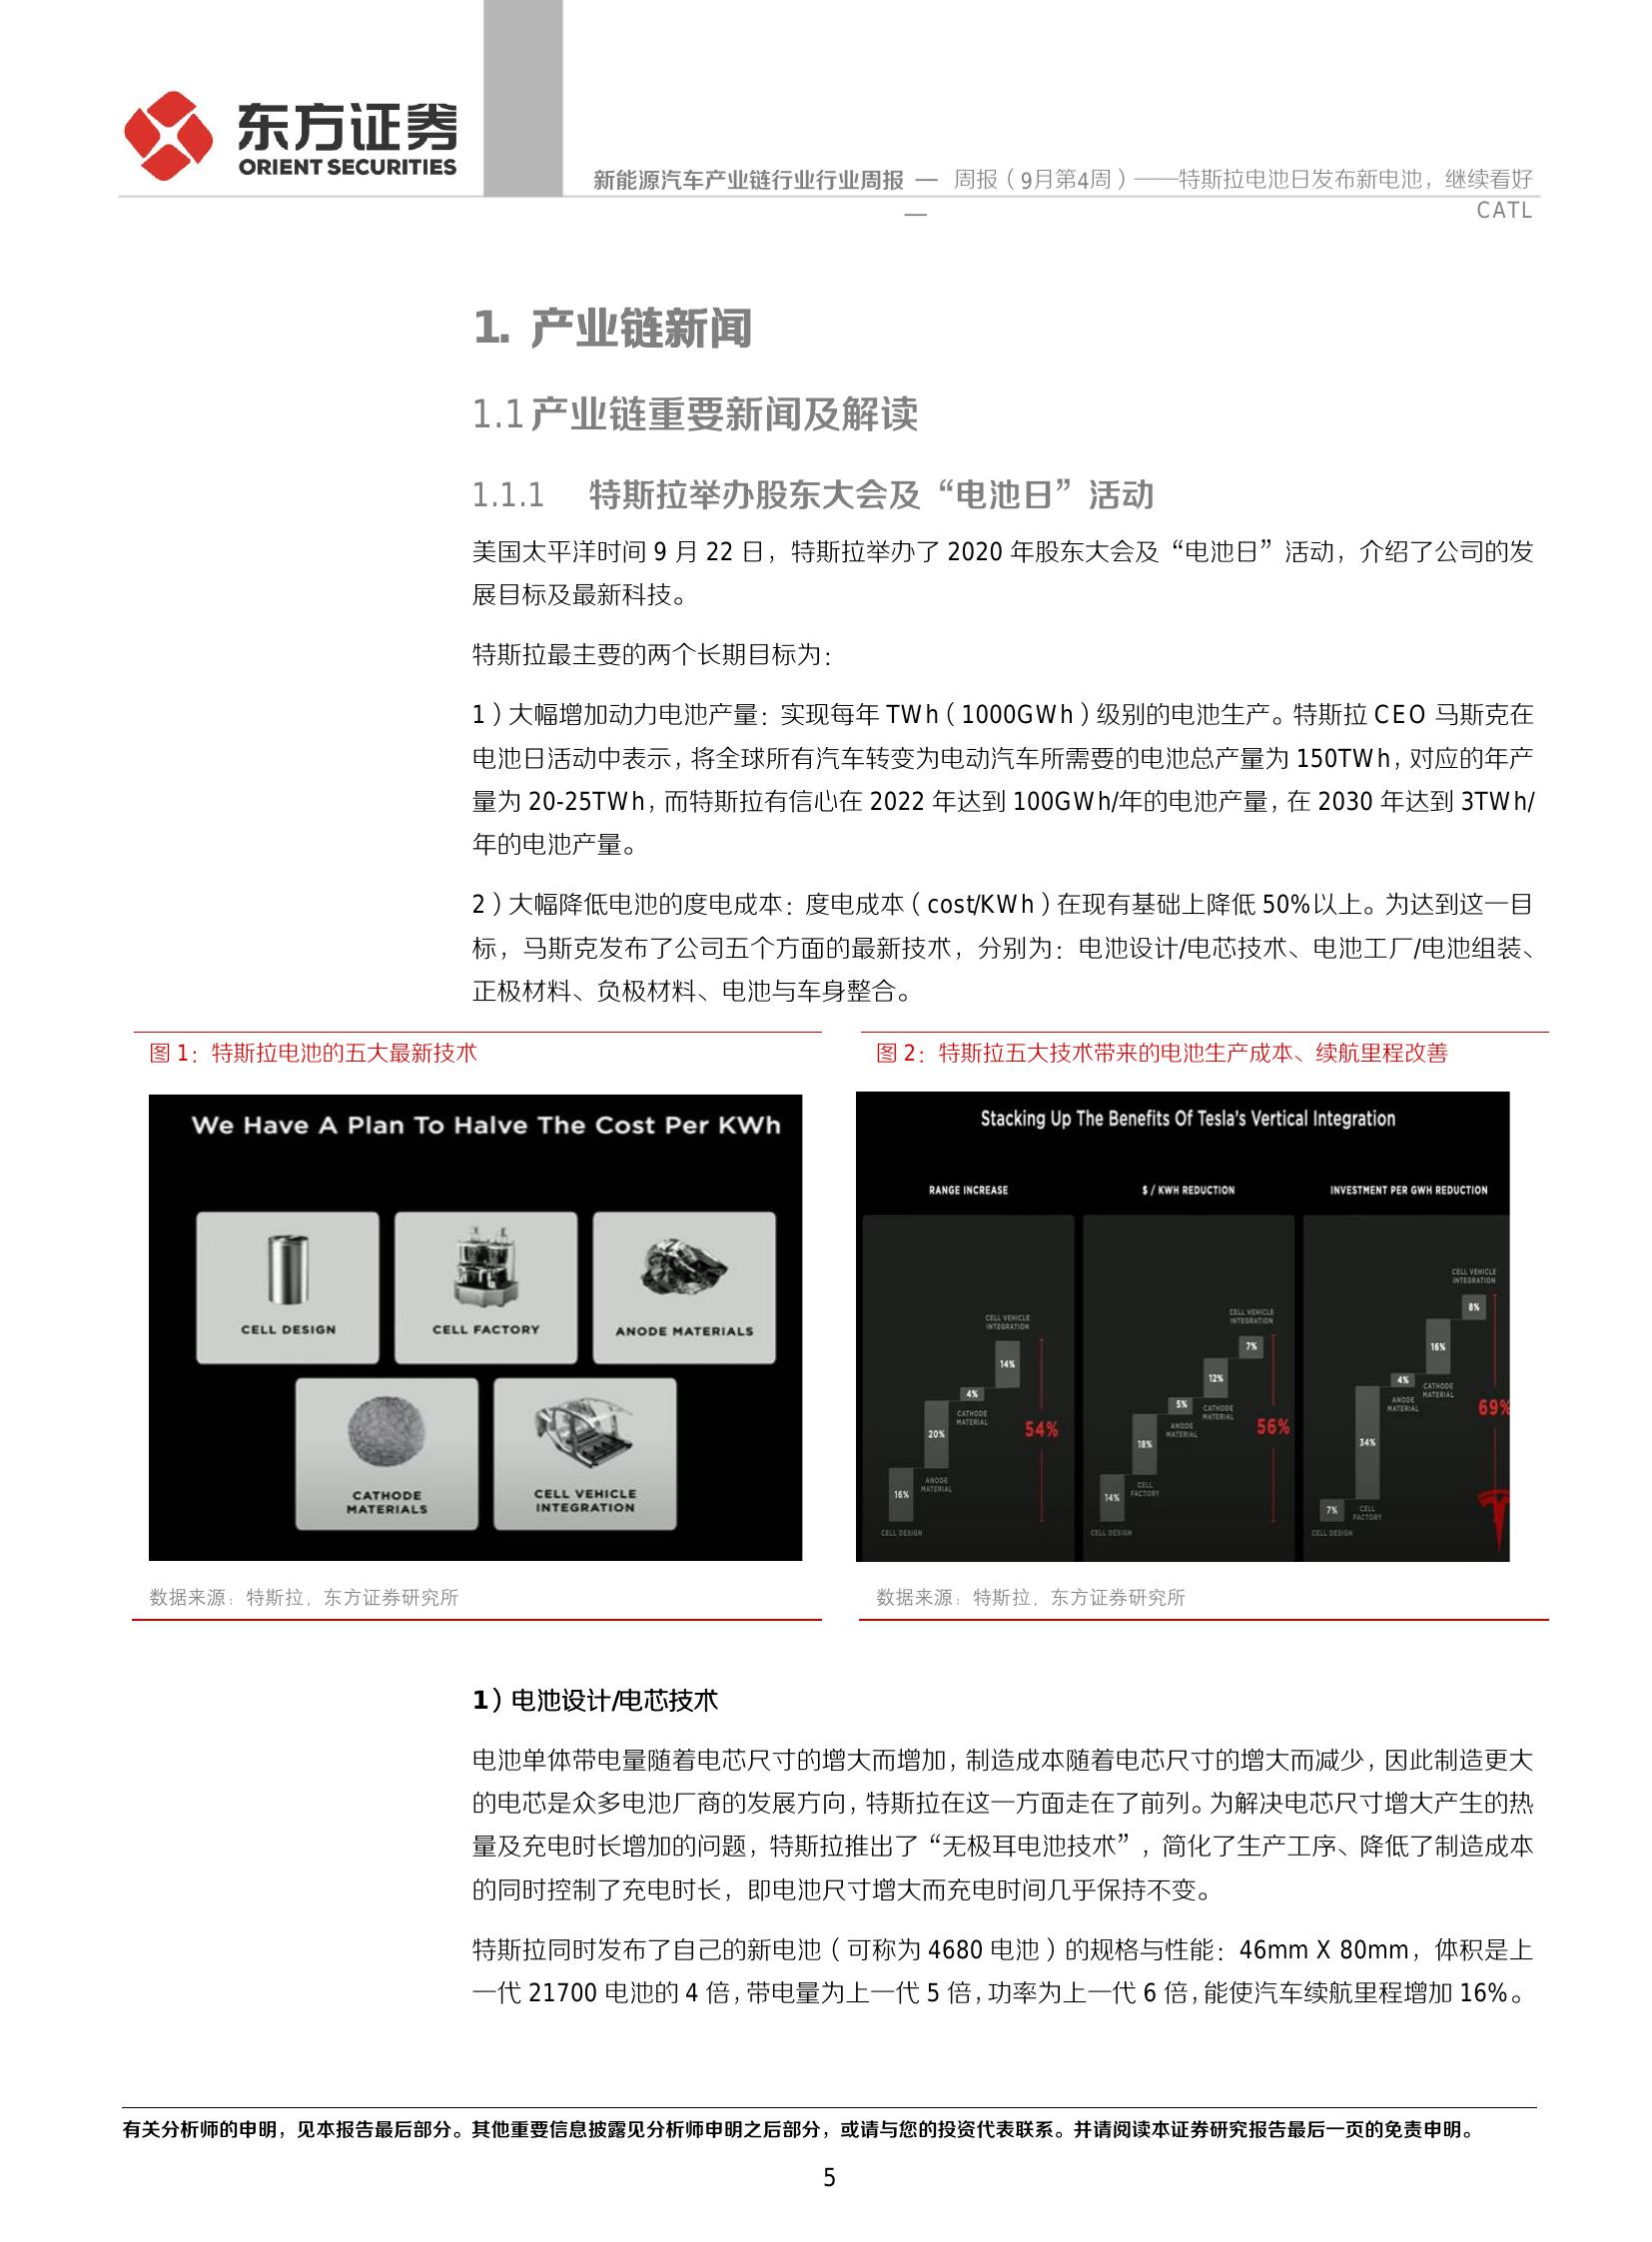 东方证券
ORIENT SECURITIES
新能源汽车产业链行业行业周报 — 周报（9月第4周）——特斯拉电池日发布新电池，继续看好
— CATL
1. 产业链新闻
1.1产业链重要新闻及解读
1.1.1 特斯拉举办股东大会及“电池日”活动
美国太平洋时间 9 月 22 日，特斯拉举办了 2020 年股东大会及“电池日”活动，介绍了公司的发
展目标及最新科技。
特斯拉最主要的两个长期目标为：
1）大幅增加动力电池产量：实现每年 TWh（1000GWh）级别的电池生产。特斯拉 CEO 马斯克在
电池日活动中表示，将全球所有汽车转变为电动汽车所需要的电池总产量为 150TWh，对应的年产
量为 20-25TWh，而特斯拉有信心在 2022 年达到 100GWh/年的电池产量，在 2030 年达到 3TWh/
年的电池产量。
2）大幅降低电池的度电成本：度电成本（cost/KWh）在现有基础上降低 50%以上。为达到这一目
标，马斯克发布了公司五个方面的最新技术，分别为：电池设计/电芯技术、电池工厂/电池组装、
正极材料、负极材料、电池与车身整合。
图 1：特斯拉电池的五大最新技术
We Have A Plan To Halve The Cost Per KWh
CELL DESIGN
CELL FACTORY
ANODE MATERIALS
CATHODE
MATERIALS
CELL VEHICLE
INTEGRATION
数据来源：特斯拉，东方证券研究所
图 2：特斯拉五大技术带来的电池生产成本、续航里程改善
Stacking Up The Benefits Of Tesla's Vertical Integration
RANGE INCREASE
CELL VEHICLE
INTEGRATION
14%
4%
CATHODE
MATERIAL
20%
ANODE
MATERIAL
16%
CELL DESIGN
54%
$ / KWH REDUCTION
CELL VEHICLE
INTEGRATION
7%
12%
CATHODE
MATERIAL
5%
ANODE
MATERIAL
18%
CELL
FACTORY
14%
CELL DESIGN
56%
INVESTMENT PER GWH REDUCTION
CELL VEHICLE
INTEGRATION
8%
16%
CATHODE
MATERIAL
4%
ANODE
MATERIAL
34%
CELL
FACTORY
7%
CELL DESIGN
69%
数据来源：特斯拉，东方证券研究所
1）电池设计/电芯技术
电池单体带电量随着电芯尺寸的增大而增加，制造成本随着电芯尺寸的增大而减少，因此制造更大
的电芯是众多电池厂商的发展方向，特斯拉在这一方面走在了前列。为解决电芯尺寸增大产生的热
量及充电时长增加的问题，特斯拉推出了“无极耳电池技术”，简化了生产工序、降低了制造成本
的同时控制了充电时长，即电池尺寸增大而充电时间几乎保持不变。
特斯拉同时发布了自己的新电池（可称为 4680 电池）的规格与性能：46mm X 80mm，体积是上
一代 21700 电池的 4 倍，带电量为上一代 5 倍，功率为上一代 6 倍，能使汽车续航里程增加 16%。
有关分析师的申明，见本报告最后部分。其他重要信息披露见分析师申明之后部分，或请与您的投资代表联系。并请阅读本证券研究报告最后一页的免责申明。
5